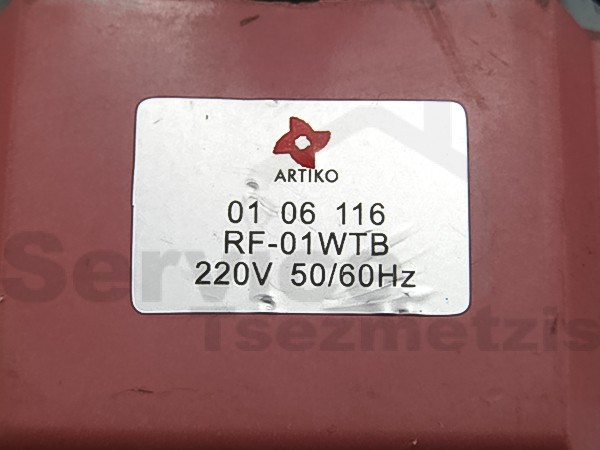 ARTIKO
01 06 116
RF-01WTB
220V 50/60Hz
Service
Tsezmetzis